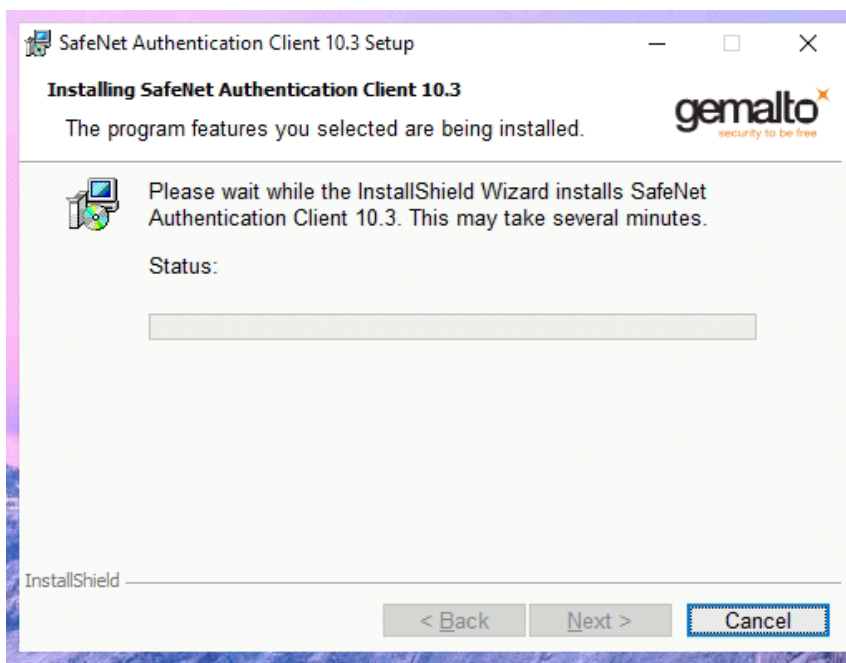 SafeNet Authentication Client 10.3 Setup
Installing SafeNet Authentication Client 10.3
The program features you selected are being installed.
gemalto
security to be free
Please wait while the InstallShield Wizard installs SafeNet
Authentication Client 10.3. This may take several minutes.
Status:
InstallShield
< Back
Next >
Cancel